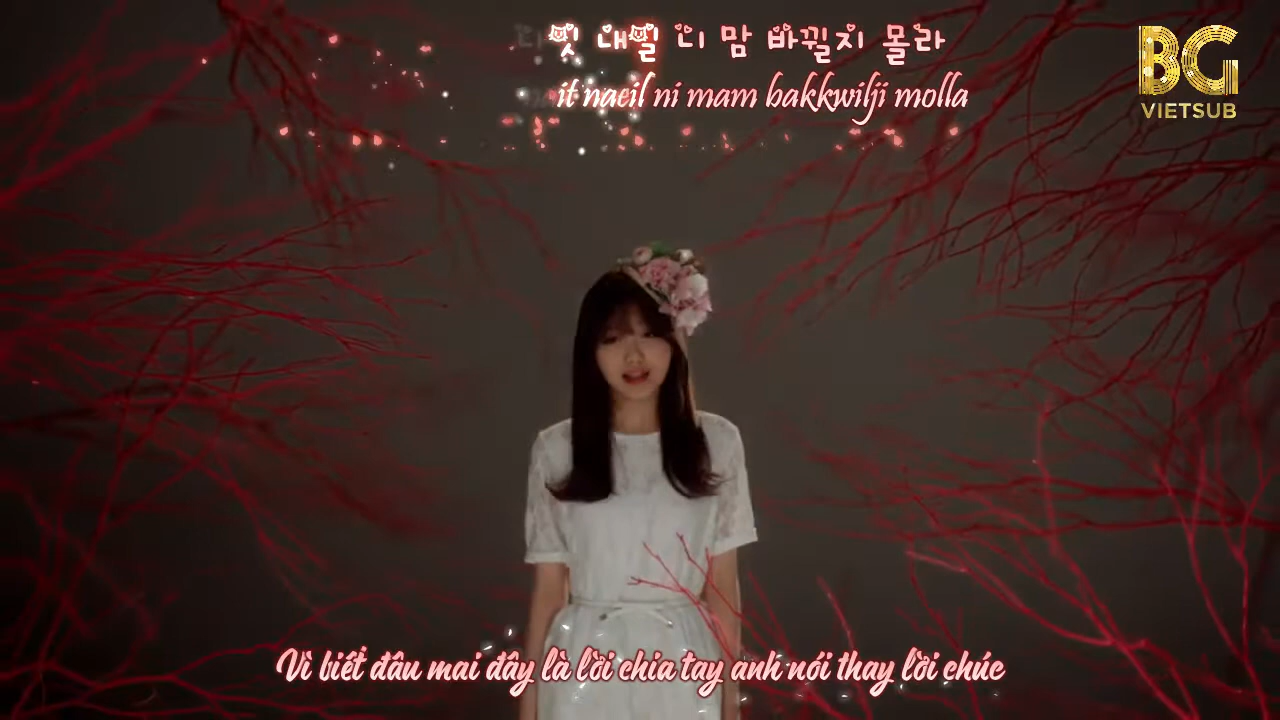 내일 니 맘 바뀔지 몰라
it naeil ni mam bakkwilji molla
BG
VIETSUB
Vì biết đâu mai đây là lời chia tay anh nói thay lời chúc